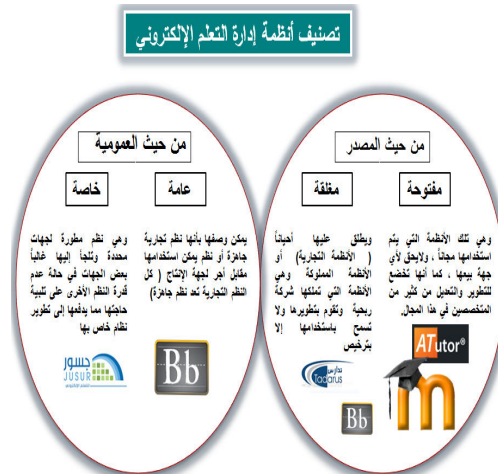 تصنيف أنظمة إدارة التعلم الإلكتروني
من حيث المصدر
مفتوحة
وهي تلك الأنظمة التي يتم
استخدامها مجاناً ، ولايحق لأي
جهة بيعها ، كما أنها تخضع
للتطوير والتعديل من كثير من
المتخصصين في هذا المجال.
ATutor®
m
مغلقة
ويطلق عليها أحياناً
( الأنظمة التجارية) أو
الأنظمة المملوكة وهي
الأنظمة التي تملكها شركة
ربحية وتقوم بتطويرها ولا
تسمح باستخدامها إلا
بترخيص
تدارس
Tadarus
Bb
من حيث العمومية
عامة
يمكن وصفها بأنها نظم تجارية
جاهزة أو نظم يمكن استخدامها
مقابل أجر لجهة الإنتاج ( كل
النظم التجارية تعد نظم جاهزة)
Bb
خاصة
وهي نظم مطورة لجهات
محددة وتلجأ إليها غالباً
بعض الجهات في حالة عدم
قدرة النظم الأخرى على تلبية
حاجتها مما يدفعها إلى تطوير
نظام خاص بها
جسور
JUSUR